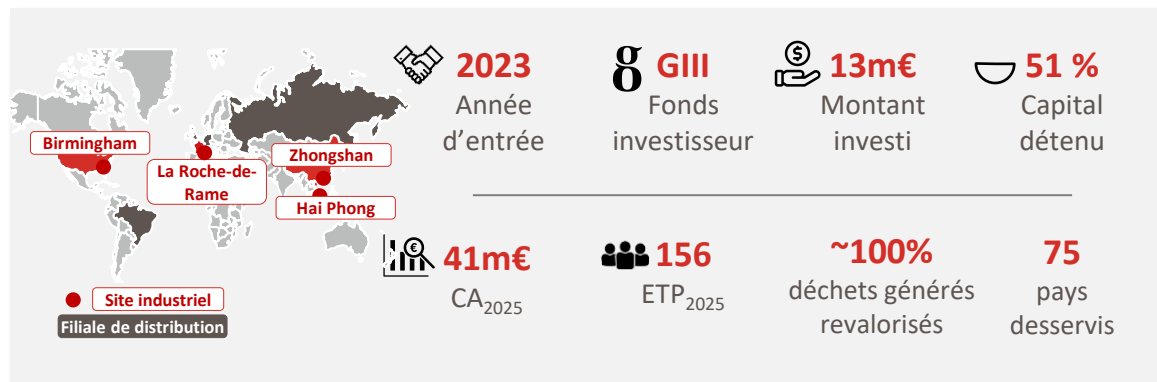 Birmingham
La Roche-de-
Rame
Zhongshan
Hai Phong
Site industriel
Filiale de distribution
2023
Année
d'entrée
g
GIII
Fonds
investisseur
$
13m€
Montant
investi
51 %
Capital
détenu
€
41m€
CA2025
156
ETP2025
~100%
déchets générés
revalorisés
75
pays
desservis